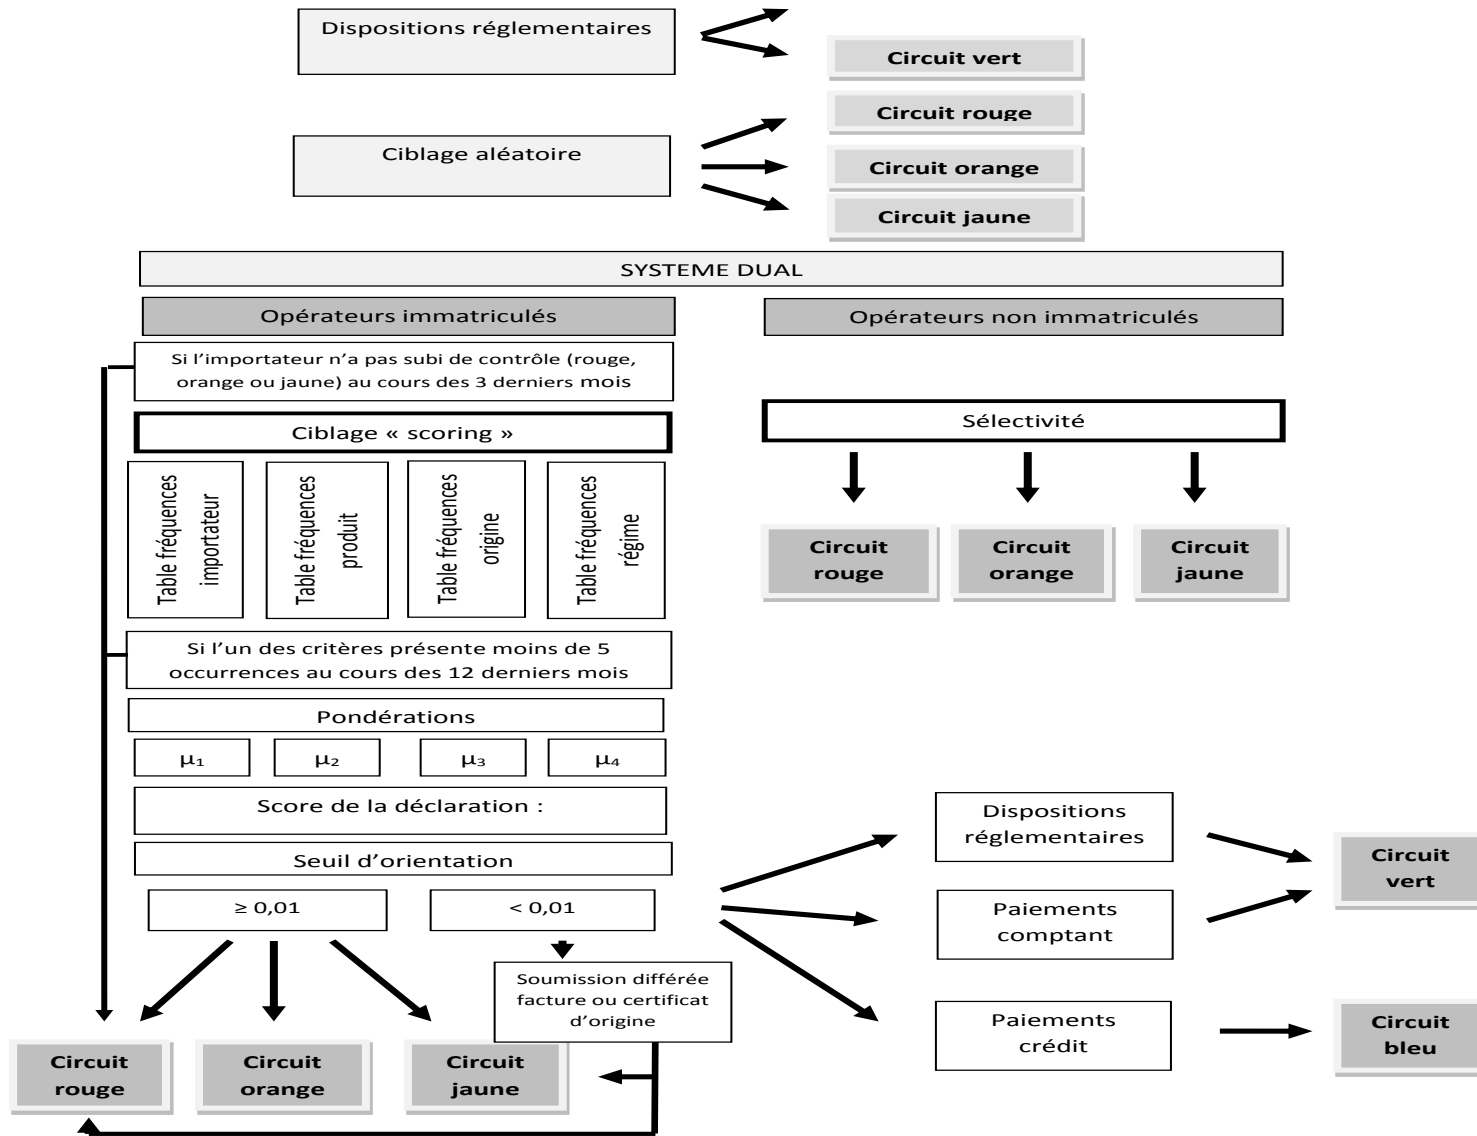 Dispositions réglementaires
Circuit vert
Circuit rouge
Ciblage aléatoire
Circuit orange
Circuit jaune
SYSTEME DUAL
Opérateurs immatriculés
Opérateurs non immatriculés
Si l’importateur n’a pas subi de contrôle (rouge,
orange ou jaune) au cours des 3 derniers mois
Ciblage « scoring »
Sélectivité
Table fréquences
importateur
Table fréquences
produit
Table fréquences
origine
Table fréquences
régime
Circuit
rouge
Circuit
orange
Circuit
jaune
Si l’un des critères présente moins de 5
occurrences au cours des 12 derniers mois
Pondérations
µ₁
µ₂
µ₃
µ₄
Score de la déclaration :
Seuil d’orientation
≥ 0,01
< 0,01
Dispositions
réglementaires
Circuit
vert
Paiements
comptant
Soumission différée
facture ou certificat
d’origine
Paiements
crédit
Circuit
bleu
Circuit
rouge
Circuit
orange
Circuit
jaune